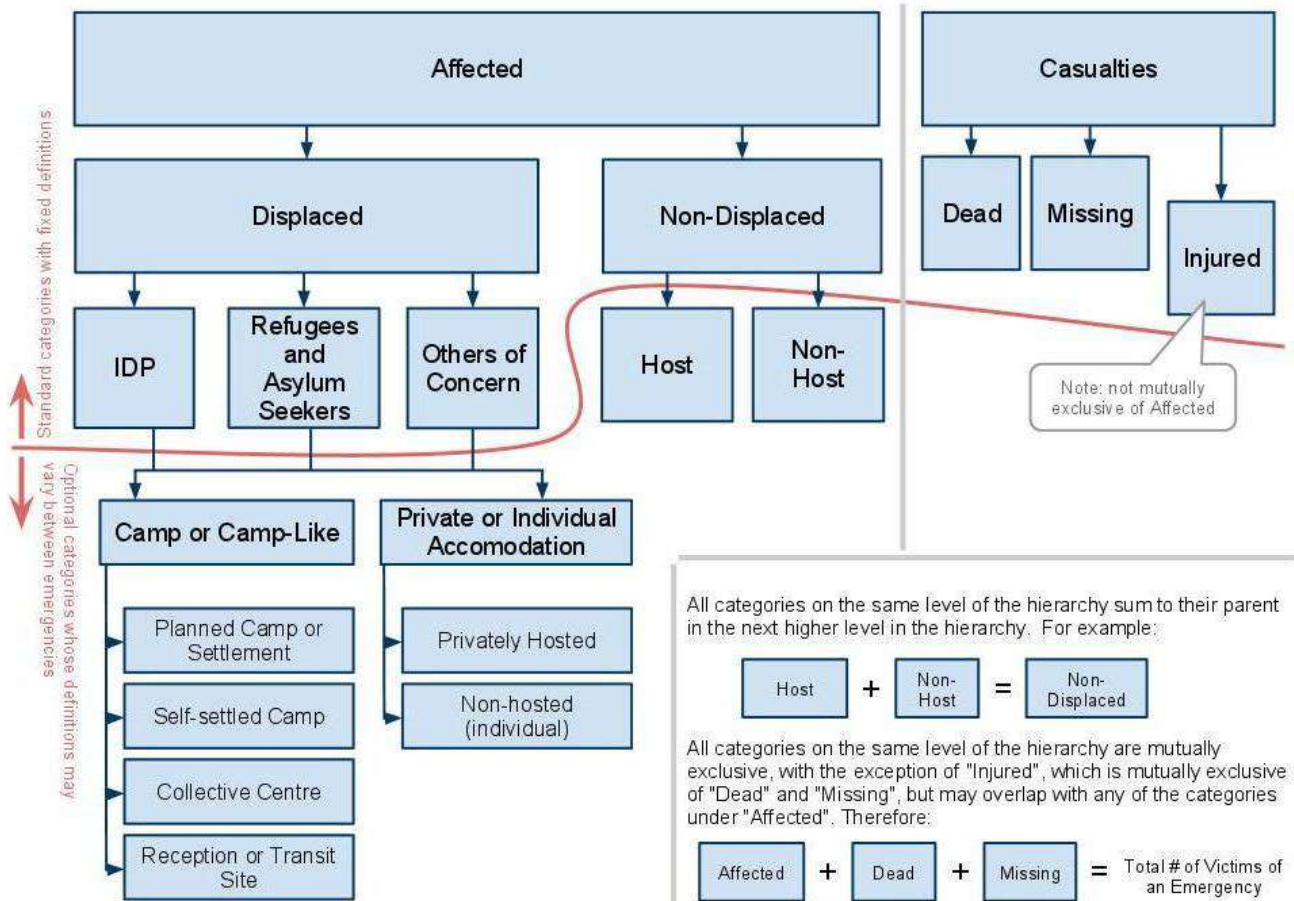 Affected
Casualties
Standard categories with fixed definitions
Displaced
Non-Displaced
Dead
Missing
Injured
IDP
Refugees
and
Asylum
Seekers
Others of
Concern
Host
Non-
Host
Note: not mutually
exclusive of Affected
Optional categories whose definitions may
vary between emergencies
Camp or Camp-Like
Private or Individual
Accomodation
Planned Camp or
Settlement
Self-settled Camp
Collective Centre
Reception or Transit
Site
Privately Hosted
Non-hosted
(individual)
All categories on the same level of the hierarchy sum to their parent
in the next higher level in the hierarchy. For example:
Host + Non-
Host = Non-
Displaced
All categories on the same level of the hierarchy are mutually
exclusive, with the exception of "Injured", which is mutually exclusive
of "Dead" and "Missing", but may overlap with any of the categories
under "Affected". Therefore:
Affected + Dead + Missing = Total # of Victims of
an Emergency